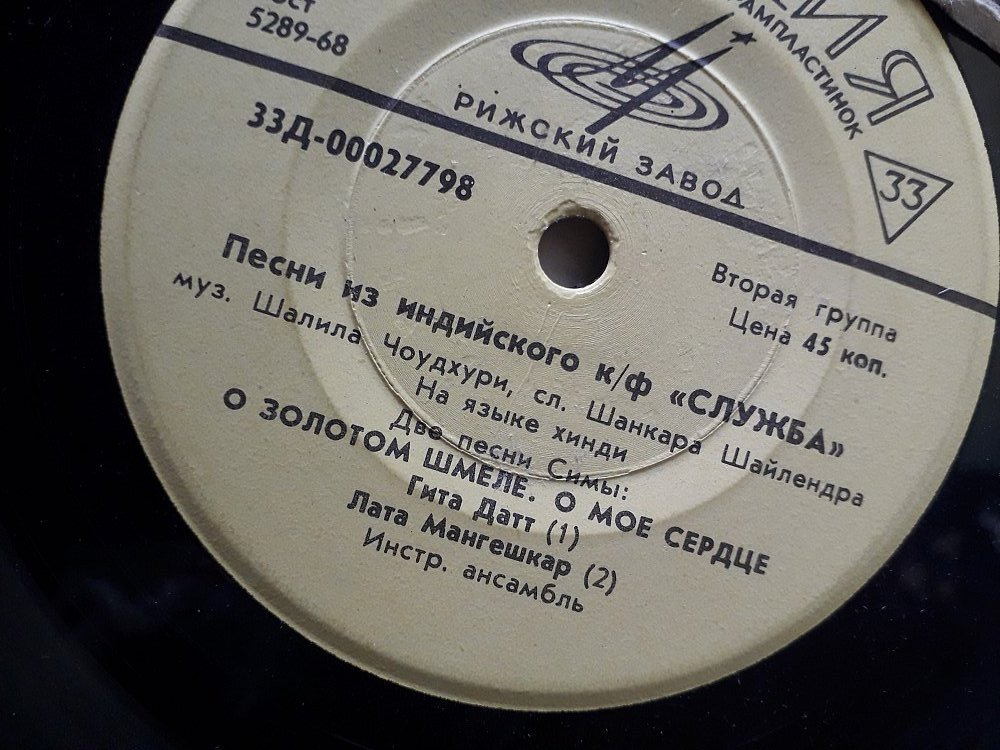 5289-68
РИЖСКИЙ ЗАВОД
33
33Д-00027798
Вторая группа
Цена 45 коп.
Песни из индийского к/ф «СЛУЖБА»
муз. Шалила Чоудхури, сл. Шанкара Шайлендра
На языке хинди
Две песни Симы:
О ЗОЛОТОМ ШМЕЛЕ. О МОЕ СЕРДЦЕ
Гита Датт (1)
Лата Мангешкар (2)
Инстр. ансамбль